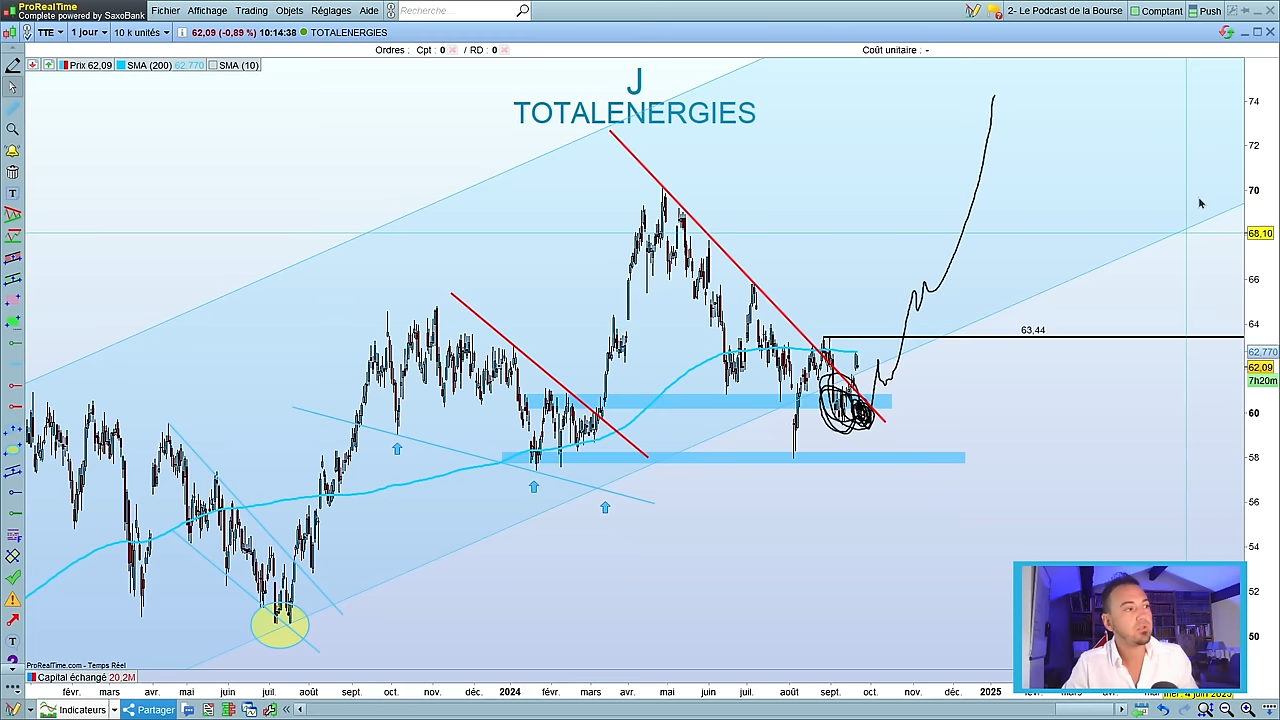 ProRealTime
Complete powered by SaxoBank
Fichier Affichage Trading Objets Réglages Aide Recherche 2- Le Podcast de la Bourse Comptant Push
TTE 1 jour 10 k unités 62,09 (-0,89 %) 10:14:38 TOTALENERGIES
Ordres : Cpt : 0 / RD : 0 Coût unitaire : -
Prix 62,09 SMA (200) 62.770 SMA (10)
J
TOTALENERGIES
74
72
70
68,10
66
64
63,44
62,770
62,09
7h20m
60
58
56
54
52
50
ProRealTime.com - Temps Réel
Capital échangé 20.2M
févr. mars avr. mai juin juil. août sept. oct. nov. déc. 2024 févr. mars avr. mai juin juil. août sept. oct. nov. déc. 2025
mer. 4 juin 2025
Indicateurs Partager